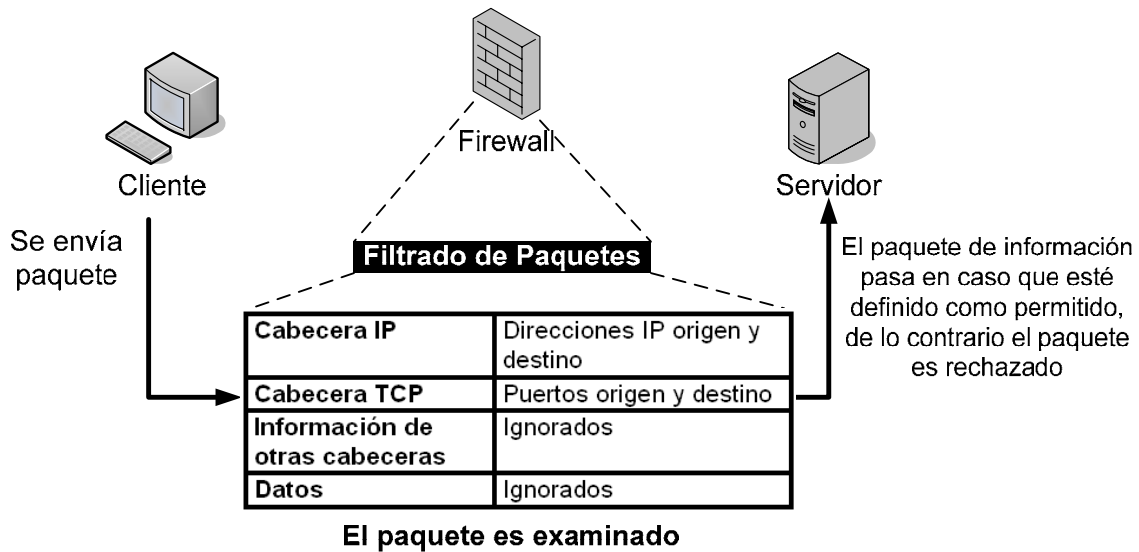 Firewall
Cliente
Servidor
Se envía
paquete
Filtrado de Paquetes
El paquete de información
pasa en caso que esté
definido como permitido,
de lo contrario el paquete
es rechazado
Cabecera IP
Direcciones IP origen y
destino
Cabecera TCP
Puertos origen y destino
Información de
otras cabeceras
Ignorados
Datos
Ignorados
El paquete es examinado